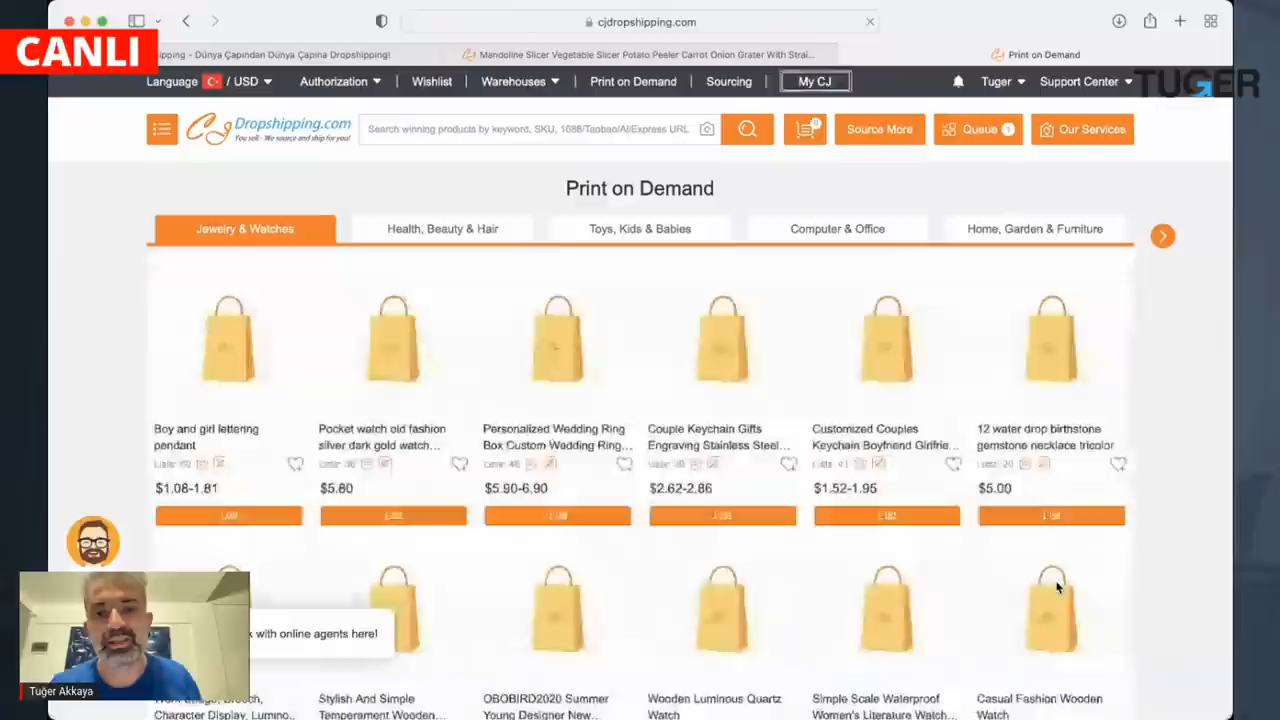 CANLI
cjdropshipping.com
pping - Dünya Çapından Dünya Çapına Dropshipping!
Mandoline Slicer Vegetable Slicer Potato Peeler Carrot Onion Grater With Strai...
Print on Demand
Language / USD
Authorization
Wishlist
Warehouses
Print on Demand
Sourcing
My CJ
Tuger
Support Center
TUGER
CJ Dropshipping.com
You sell - We source and ship for you!
Search winning products by keyword, SKU, 1688/Taobao/AliExpress URL
0
Source More
Queue
Our Services
Print on Demand
Jewelry & Watches
Health, Beauty & Hair
Toys, Kids & Babies
Computer & Office
Home, Garden & Furniture
Boy and girl lettering
pendant
$1.08-1.81
Pocket watch old fashion
silver dark gold watch...
$5.80
Personalized Wedding Ring
Box Custom Wedding Ring...
$5.90-6.90
Couple Keychain Gifts
Engraving Stainless Steel...
$2.62-2.86
Customized Couples
Keychain Boyfriend Girlfrie...
$1.52-1.95
12 water drop birthstone
gemstone necklace tricolor
$5.00
k with online agents here!
Tuğer Akkaya
Character Display, Lumino...
Stylish And Simple
Temperament Wooden...
OBOBIRD2020 Summer
Young Designer New...
Wooden Luminous Quartz
Watch
Simple Scale Waterproof
Women's Literature Watch...
Casual Fashion Wooden
Watch